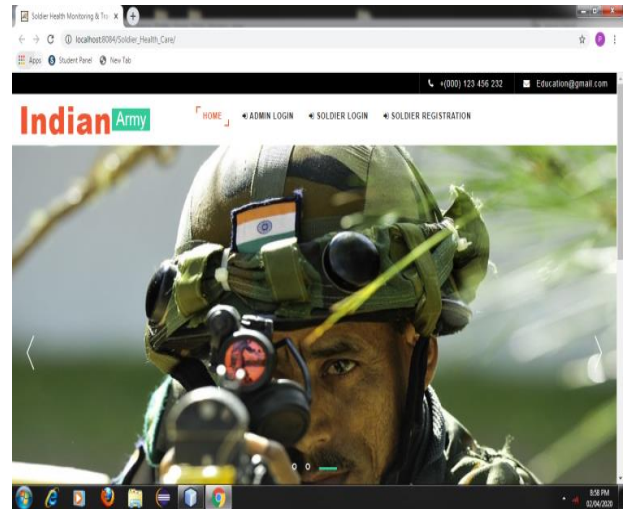 Soldier Health Monitoring & Tra
localhost:8084/Soldier_Health_Care/
Apps Student Panel New Tab
+(000) 123 456 232 Education@gmail.com
Indian Army HOME ADMIN LOGIN SOLDIER LOGIN SOLDIER REGISTRATION
8:58 PM
02/04/2020